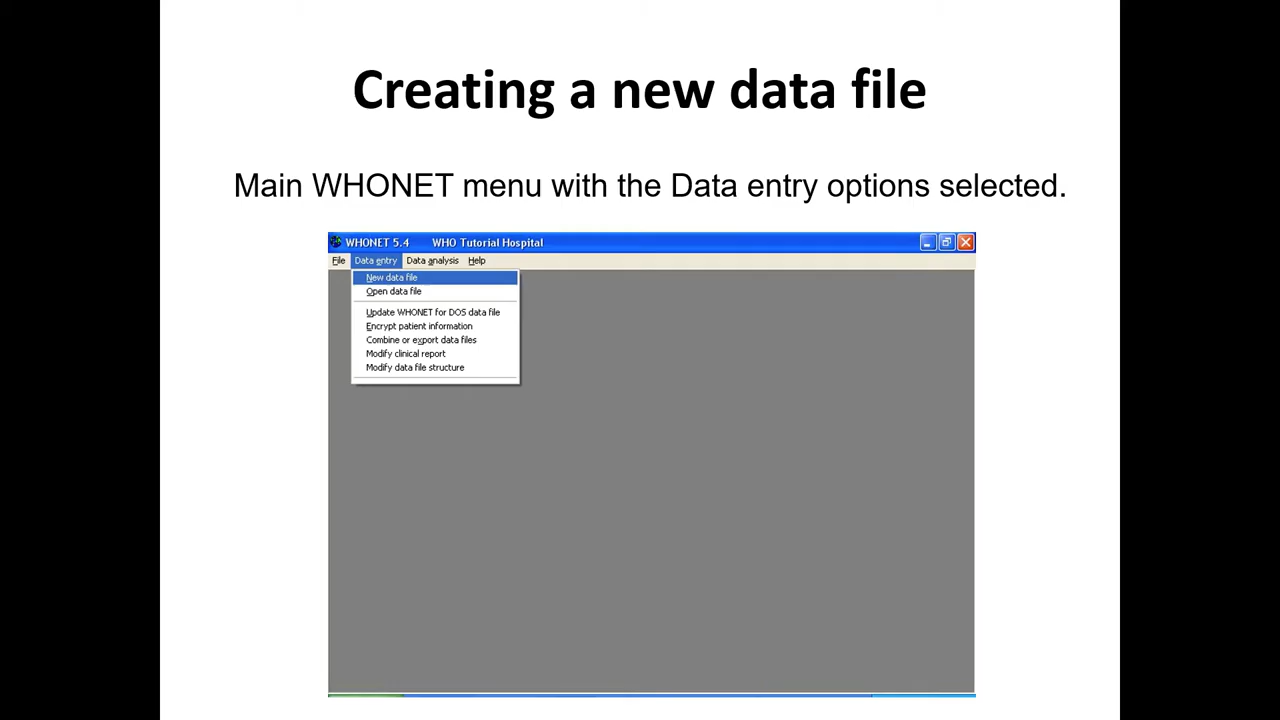 Creating a new data file
Main WHONET menu with the Data entry options selected.
WHONET 5.4 WHO Tutorial Hospital
File Data entry Data analysis Help
New data file
Open data file
Update WHONET for DOS data file
Encrypt patient information
Combine or export data files
Modify clinical report
Modify data file structure